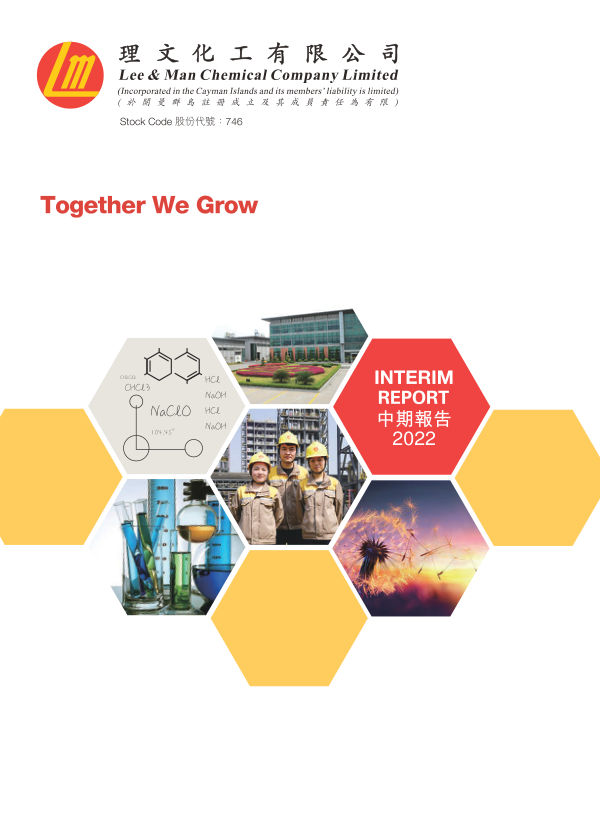 理文化工有限公司
Lee & Man Chemical Company Limited
(Incorporated in the Cayman Islands and its members' liability is limited)
(於開曼群島註冊成立及其成員責任為有限)
Stock Code 股份代號：746
Together We Grow
INTERIM
REPORT
中期報告
2022
CHCl3
HCl
NaOH
NaClO
HCl
NaOH
104.45°